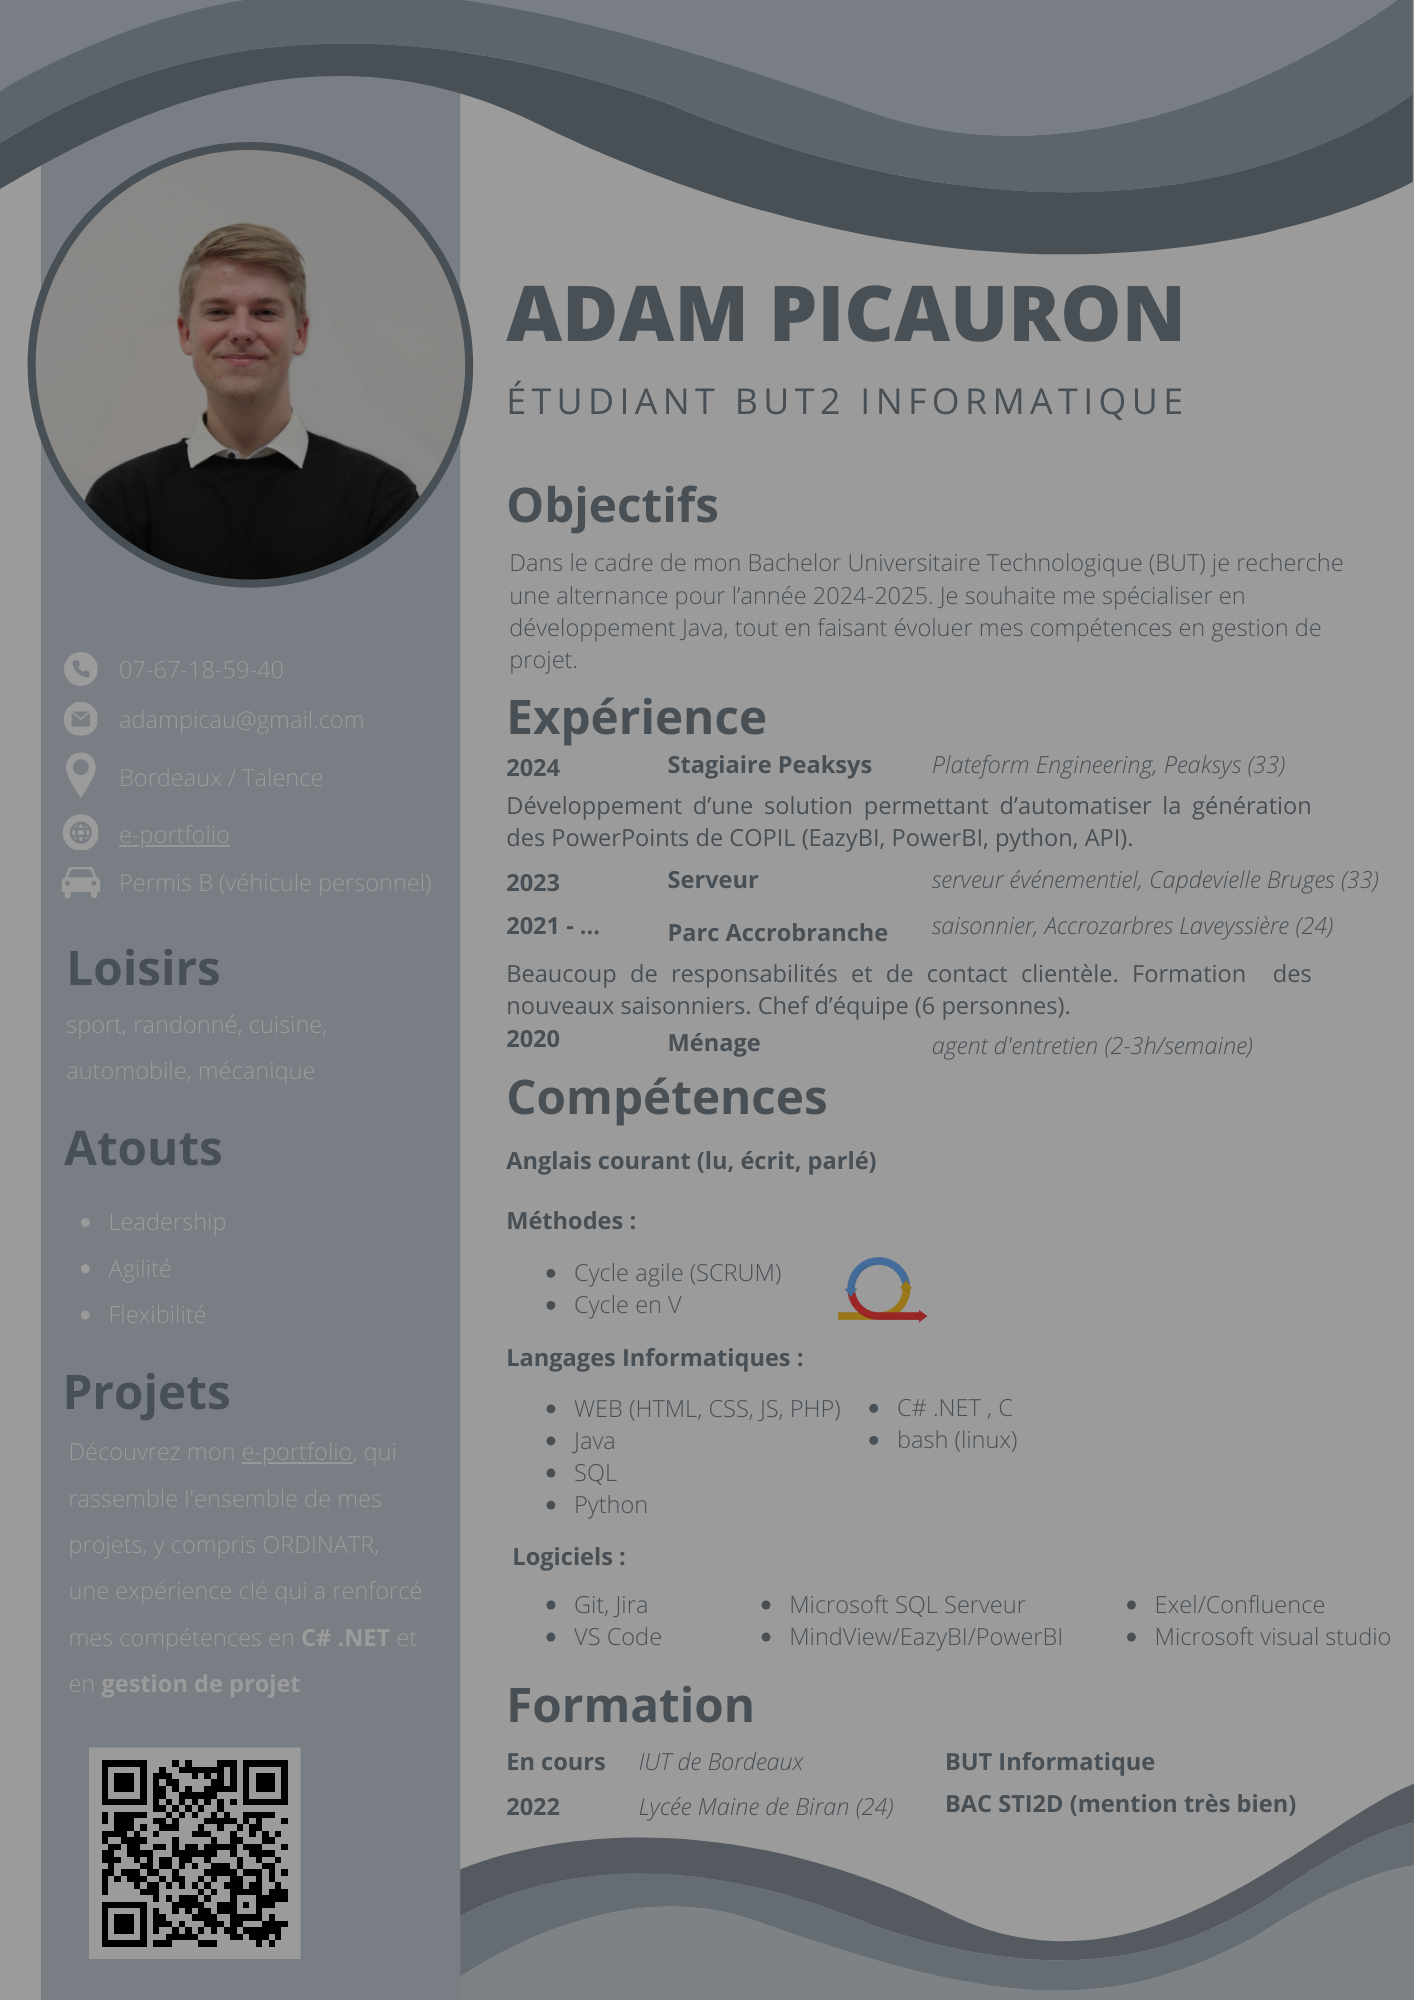 ADAM PICAURON
ÉTUDIANT BUT2 INFORMATIQUE
07-67-18-59-40
adampicau@gmail.com
Bordeaux / Talence
e-portfolio
Permis B (véhicule personnel)
Loisirs
sport, randonné, cuisine,
automobile, mécanique
Atouts
• Leadership
• Agilité
• Flexibilité
Projets
Découvrez mon e-portfolio, qui
rassemble l'ensemble de mes
projets, y compris ORDINATR,
une expérience clé qui a renforcé
mes compétences en C# .NET et
en gestion de projet
Objectifs
Dans le cadre de mon Bachelor Universitaire Technologique (BUT) je recherche
une alternance pour l’année 2024-2025. Je souhaite me spécialiser en
développement Java, tout en faisant évoluer mes compétences en gestion de
projet.
Expérience
2024 Stagiaire Peaksys Plateform Engineering, Peaksys (33)
Développement d’une solution permettant d’automatiser la génération
des PowerPoints de COPIL (EazyBI, PowerBI, python, API).
2023 Serveur serveur événementiel, Capdevielle Bruges (33)
2021 - ... Parc Accrobranche saisonnier, Accrozarbres Laveyssière (24)
Beaucoup de responsabilités et de contact clientèle. Formation des
nouveaux saisonniers. Chef d’équipe (6 personnes).
2020 Ménage agent d'entretien (2-3h/semaine)
Compétences
Anglais courant (lu, écrit, parlé)
Méthodes :
• Cycle agile (SCRUM)
• Cycle en V
Langages Informatiques :
• WEB (HTML, CSS, JS, PHP) • C# .NET , C
• Java • bash (linux)
• SQL
• Python
Logiciels :
• Git, Jira • Microsoft SQL Serveur • Exel/Confluence
• VS Code • MindView/EazyBI/PowerBI • Microsoft visual studio
Formation
En cours IUT de Bordeaux BUT Informatique
2022 Lycée Maine de Biran (24) BAC STI2D (mention très bien)